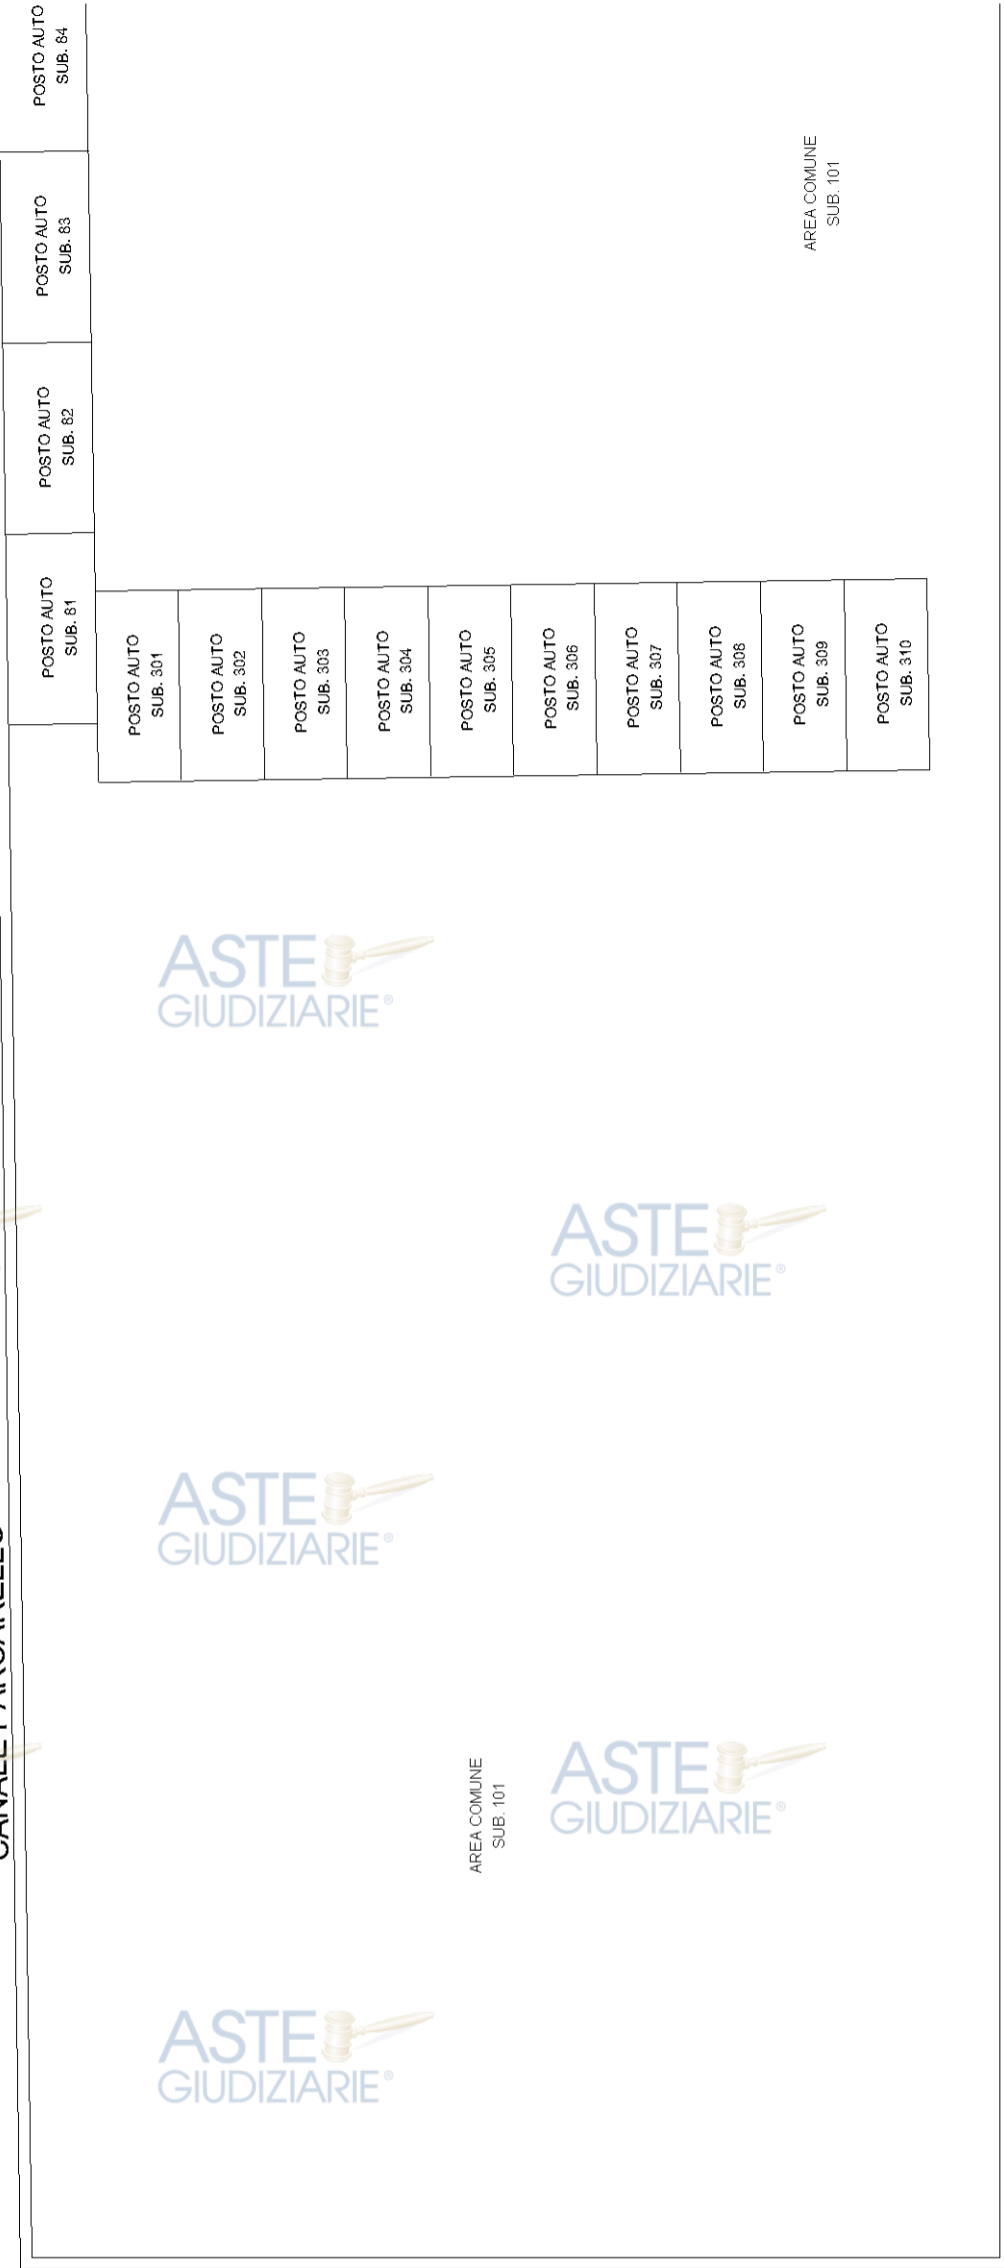 POSTO AUTO
SUB. 84
POSTO AUTO
SUB. 83
POSTO AUTO
SUB. 82
POSTO AUTO
SUB. 81
AREA COMUNE
SUB. 101
POSTO AUTO
SUB. 301
POSTO AUTO
SUB. 302
POSTO AUTO
SUB. 303
POSTO AUTO
SUB. 304
POSTO AUTO
SUB. 305
POSTO AUTO
SUB. 306
POSTO AUTO
SUB. 307
POSTO AUTO
SUB. 308
POSTO AUTO
SUB. 309
POSTO AUTO
SUB. 310
ASTE
GIUDIZIARIE®
ASTE
GIUDIZIARIE®
ASTE
GIUDIZIARIE®
AREA COMUNE
SUB. 101
ASTE
GIUDIZIARIE®
ASTE
GIUDIZIARIE®